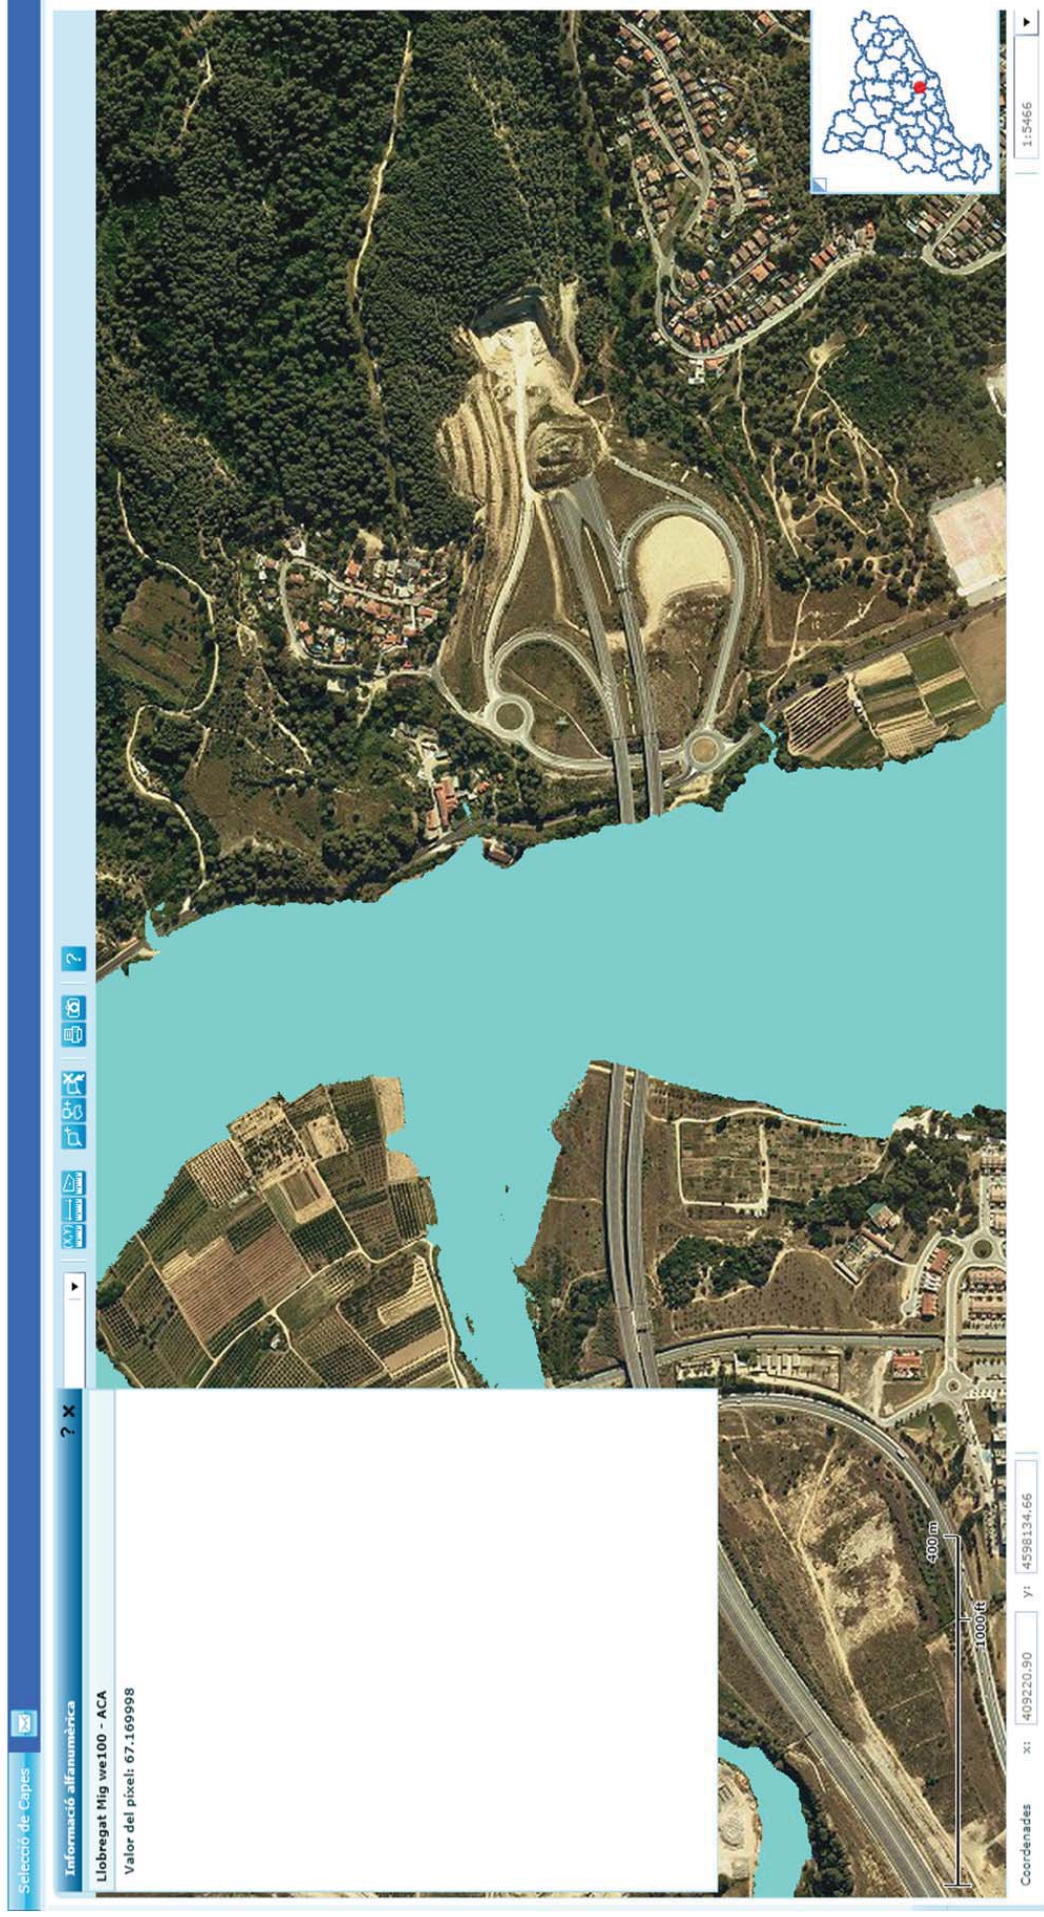 Selecció de Capes
Informació alfanumèrica
? ×
(X,Y)
?
Llobregat Mig we100 - ACA
Valor del píxel: 67.169998
400 m
1000 ft
Coordenades x: 409220.90 y: 4598134.66
1:5466